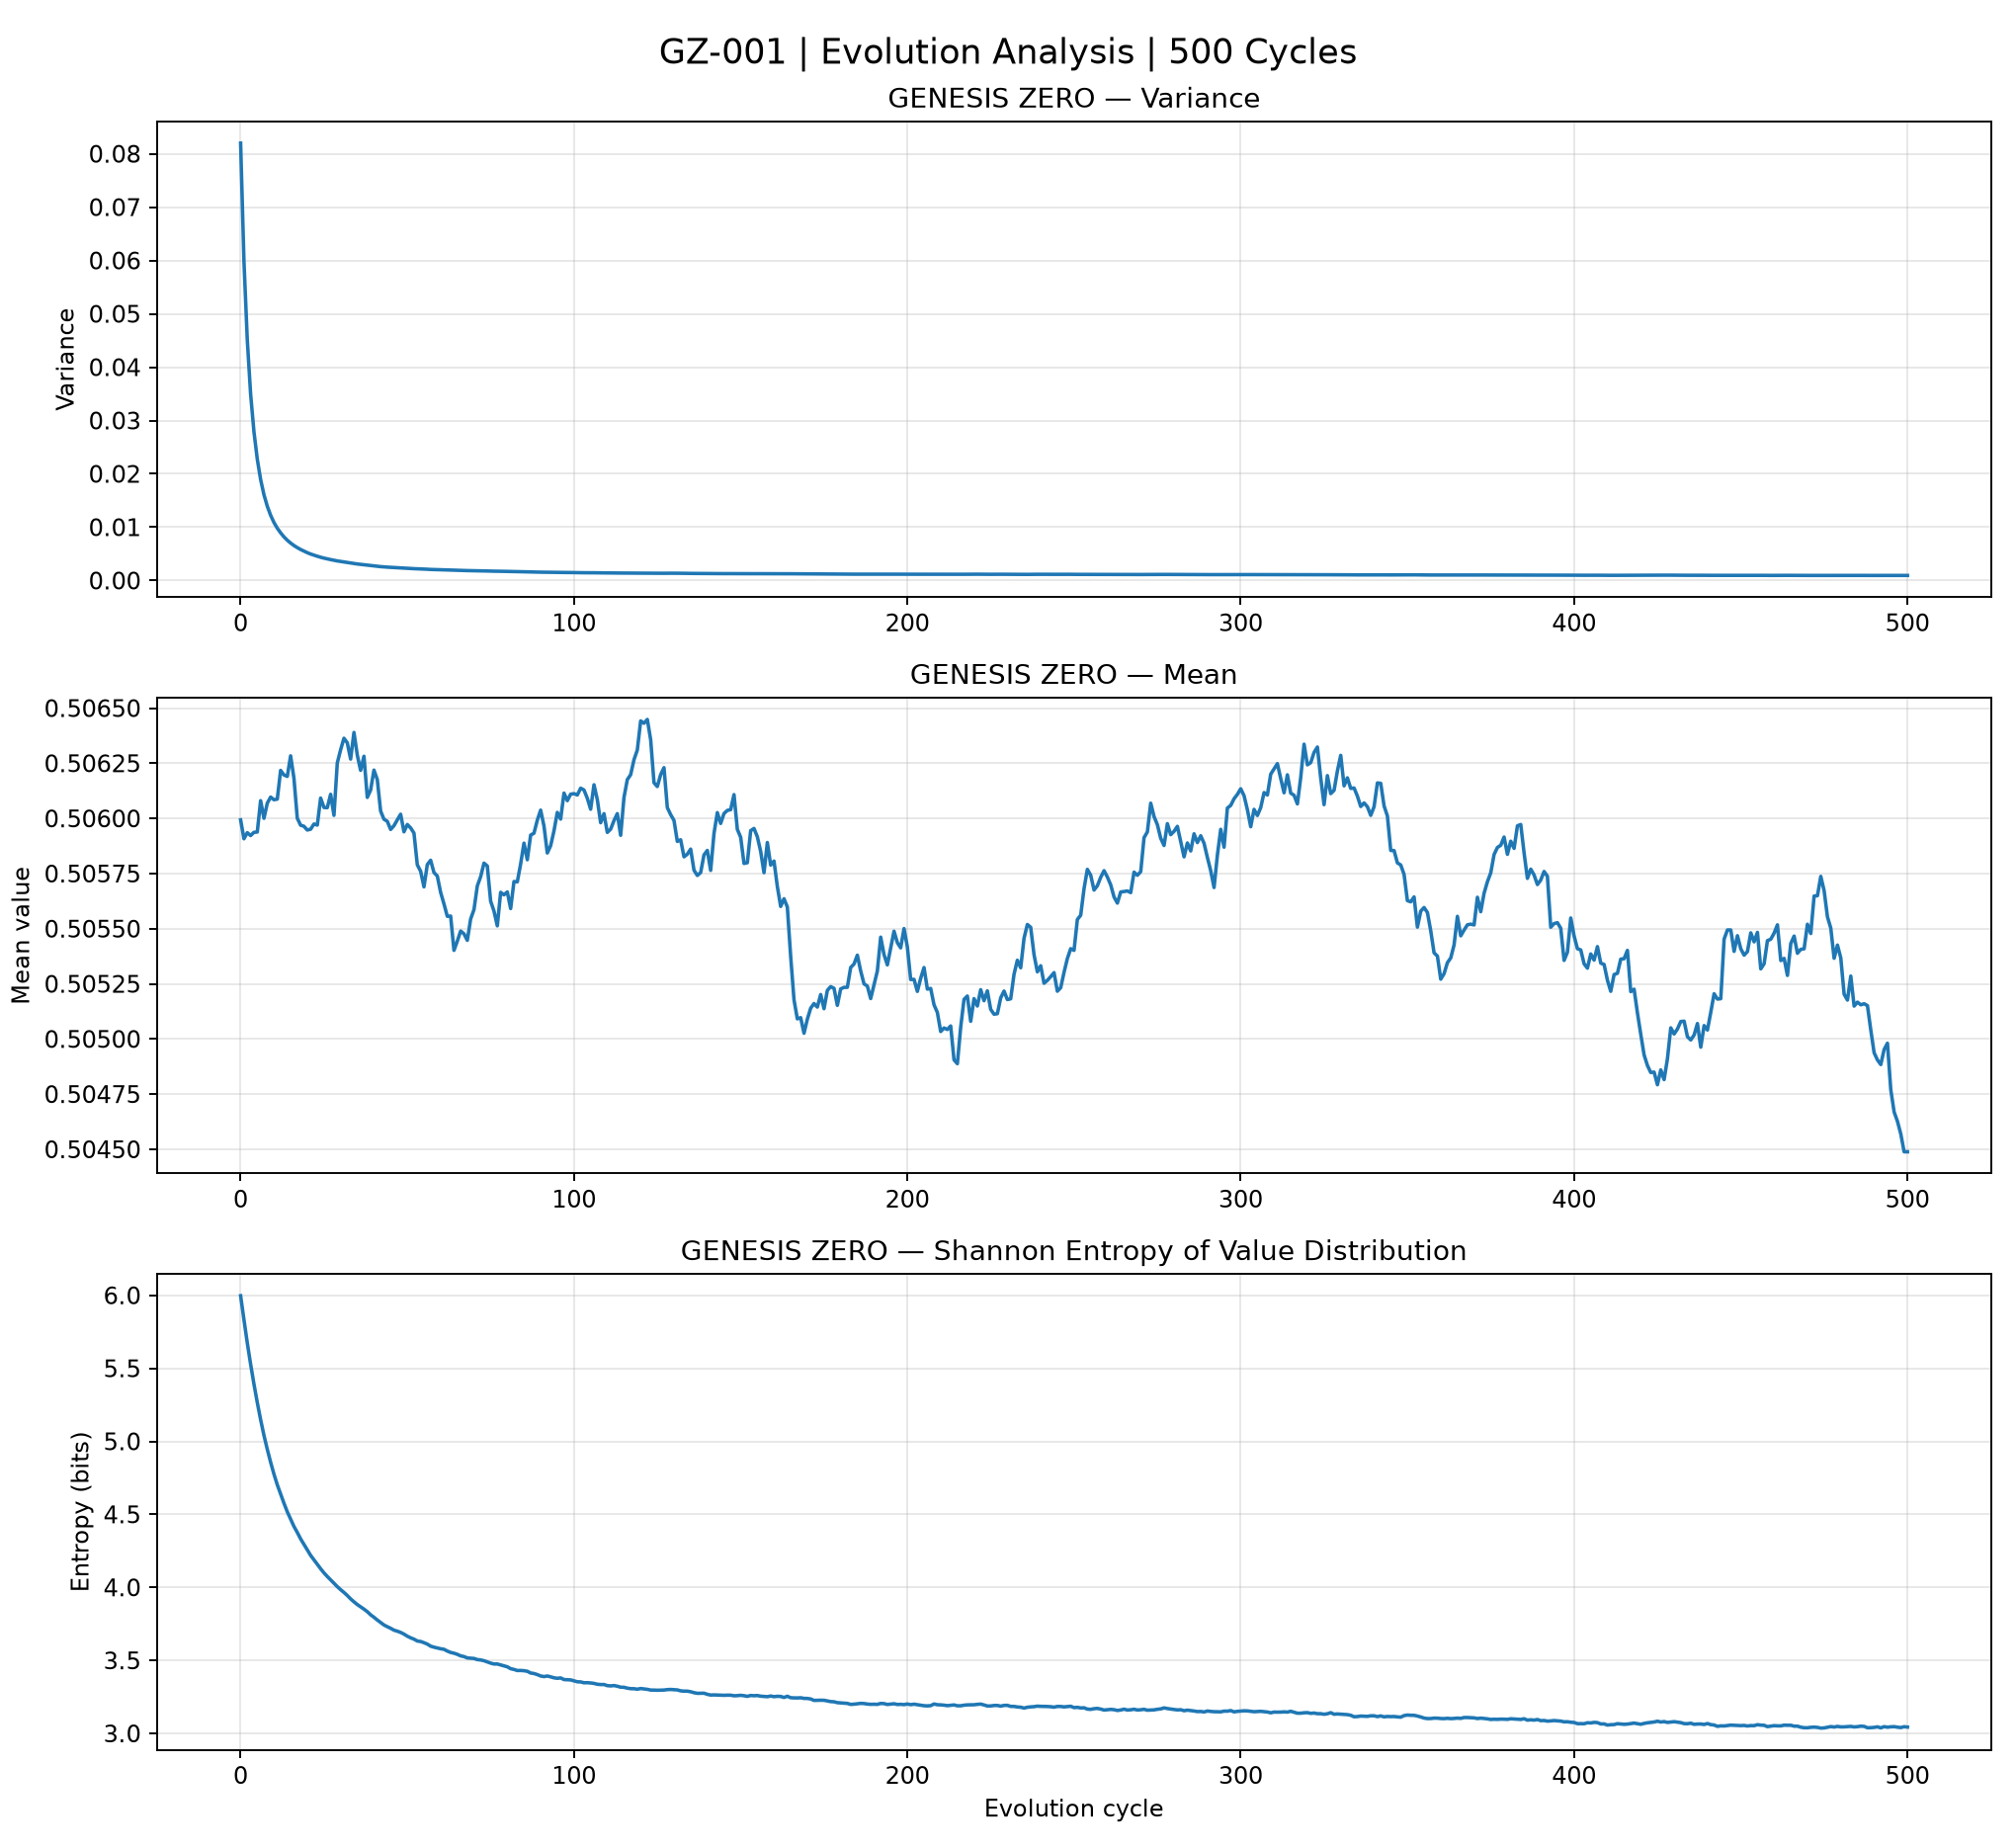 GZ-001 | Evolution Analysis | 500 Cycles
GENESIS ZERO — Variance
Variance
0.08
0.07
0.06
0.05
0.04
0.03
0.02
0.01
0.00
0 100 200 300 400 500
GENESIS ZERO — Mean
Mean value
0.50650
0.50625
0.50600
0.50575
0.50550
0.50525
0.50500
0.50475
0.50450
0 100 200 300 400 500
GENESIS ZERO — Shannon Entropy of Value Distribution
Entropy (bits)
6.0
5.5
5.0
4.5
4.0
3.5
3.0
0 100 200 300 400 500
Evolution cycle